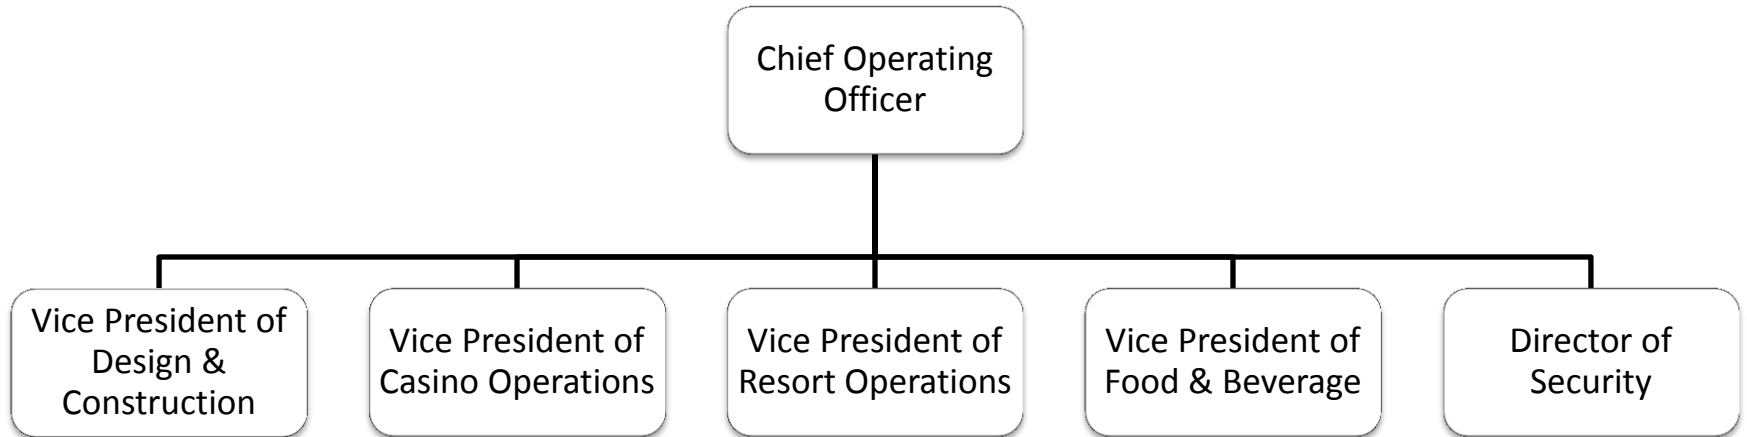 Chief Operating
Officer
Vice President of
Design &
Construction
Vice President of
Casino Operations
Vice President of
Resort Operations
Vice President of
Food & Beverage
Director of
Security